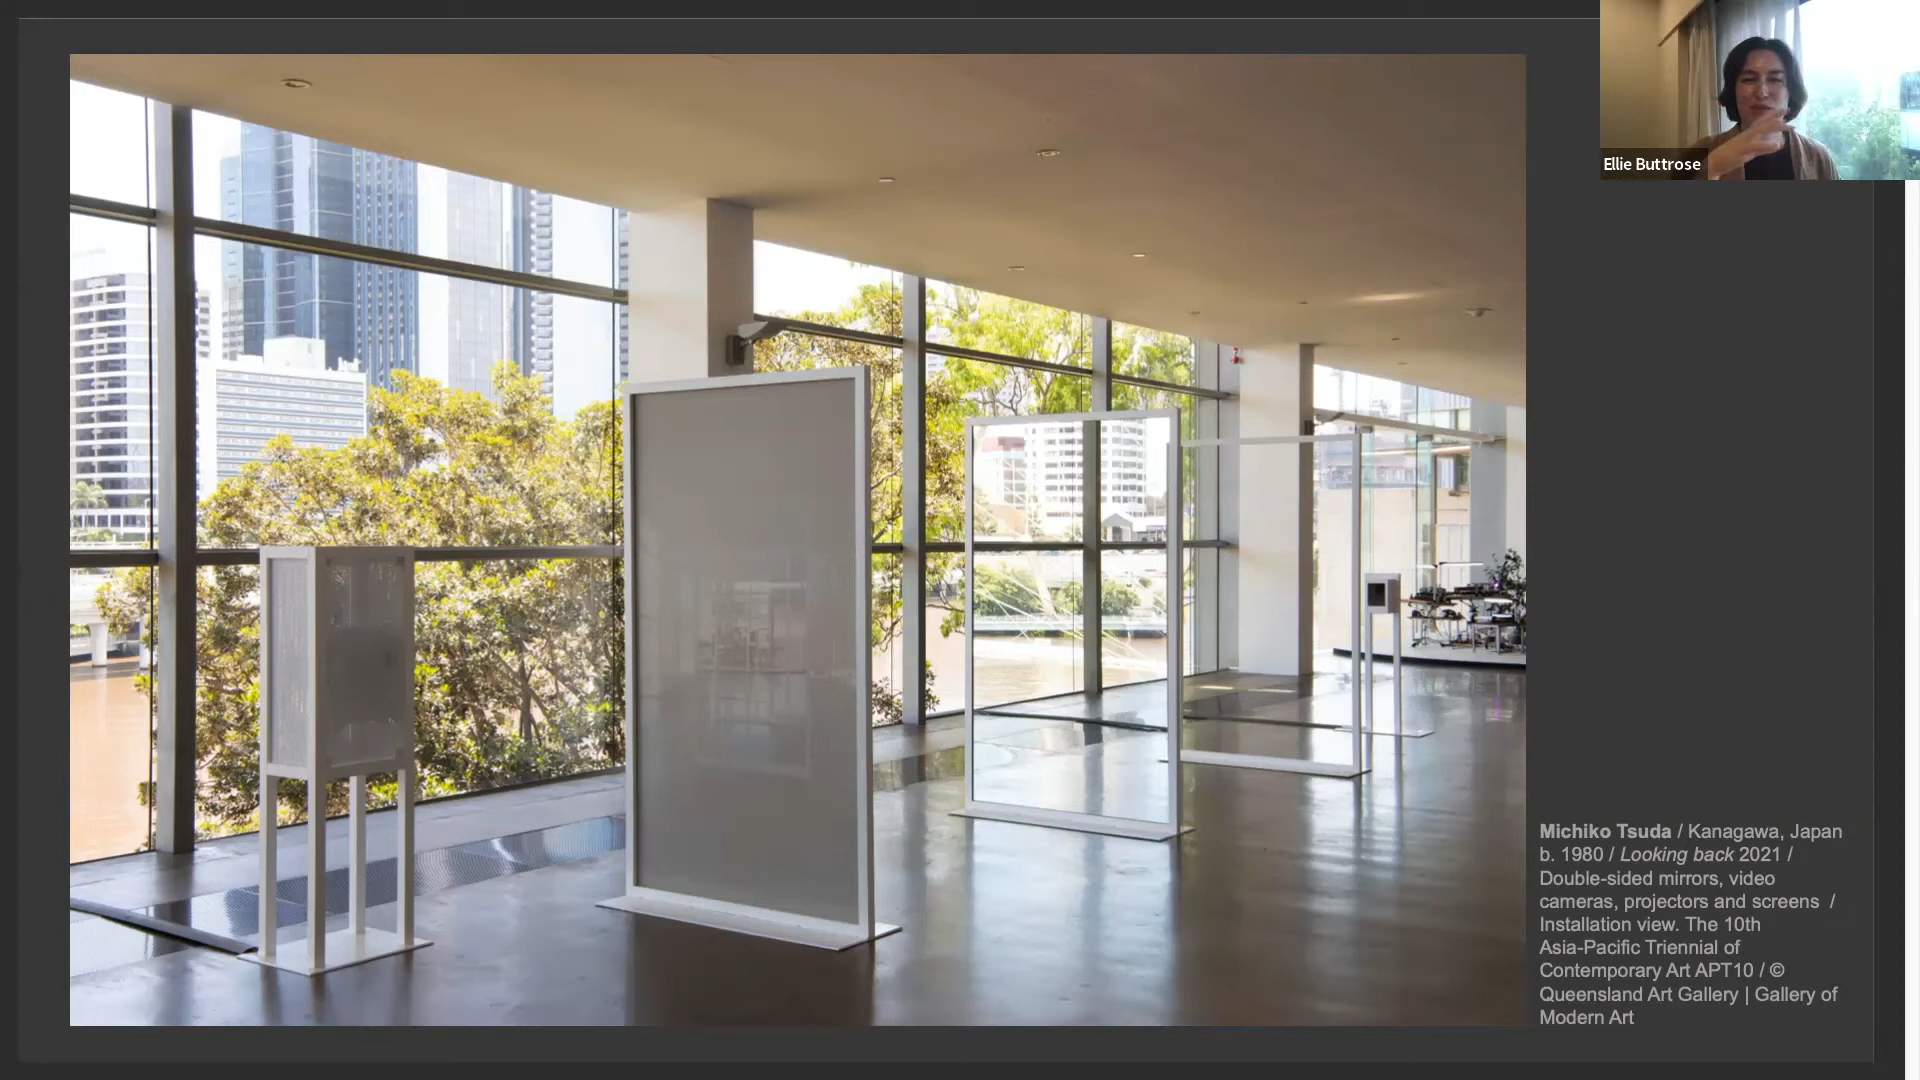 Ellie Buttrose
Michiko Tsuda / Kanagawa, Japan
b. 1980 / Looking back 2021 /
Double-sided mirrors, video
cameras, projectors and screens /
Installation view. The 10th
Asia-Pacific Triennial of
Contemporary Art APT10 / ©
Queensland Art Gallery | Gallery of
Modern Art